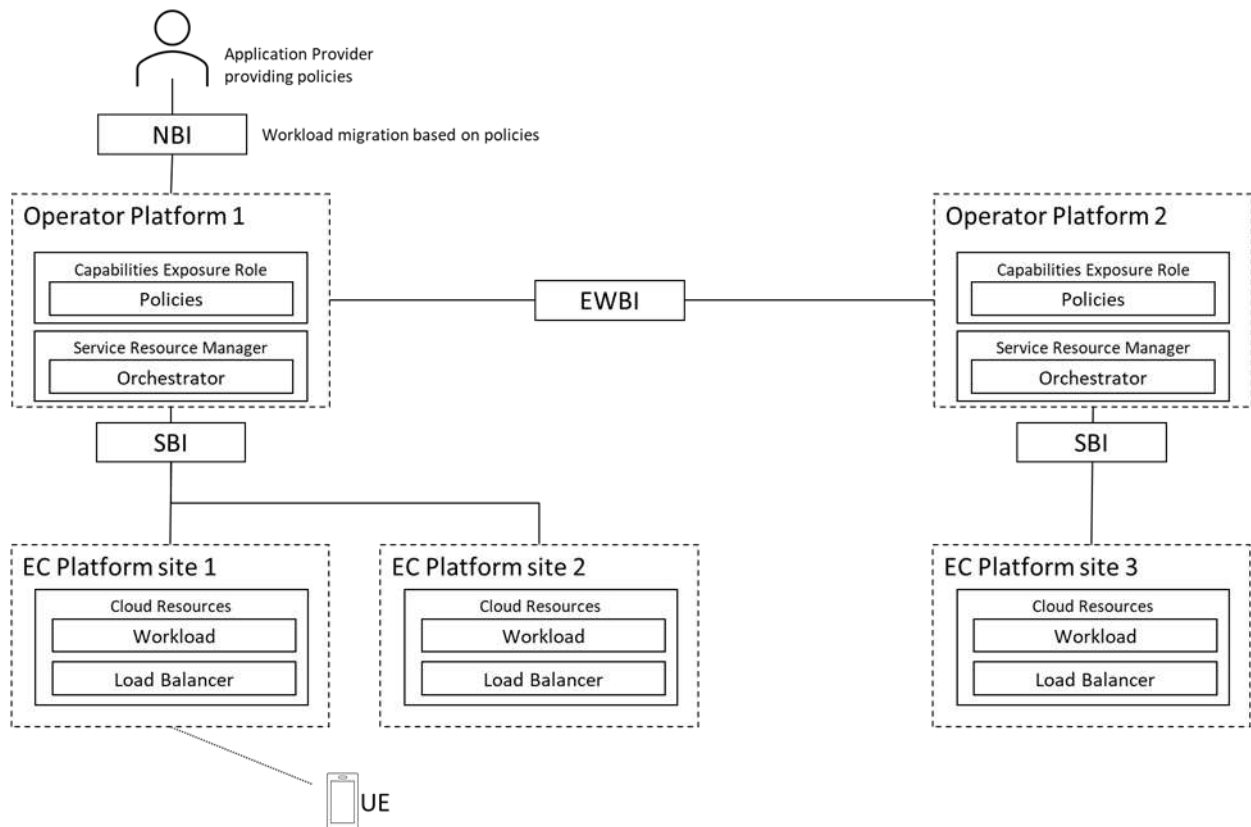 Application Provider
providing policies
NBI
Workload migration based on policies
Operator Platform 1
Capabilities Exposure Role
Policies
Service Resource Manager
Orchestrator
EWBI
Operator Platform 2
Capabilities Exposure Role
Policies
Service Resource Manager
Orchestrator
SBI
SBI
EC Platform site 1
Cloud Resources
Workload
Load Balancer
EC Platform site 2
Cloud Resources
Workload
Load Balancer
EC Platform site 3
Cloud Resources
Workload
Load Balancer
UE